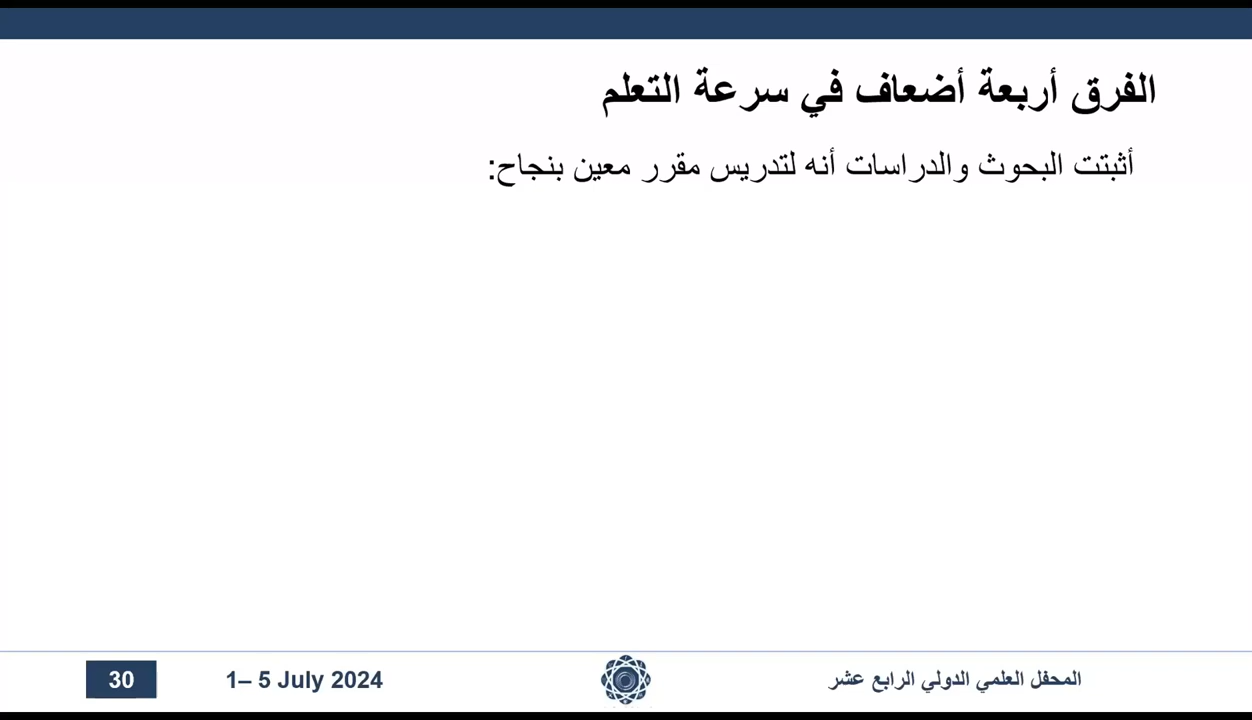 الفرق أربعة أضعاف في سرعة التعلم
أثبتت البحوث والدراسات أنه لتدريس مقرر معين بنجاح:
المحفل العلمي الدولي الرابع عشر
1– 5 July 2024
30